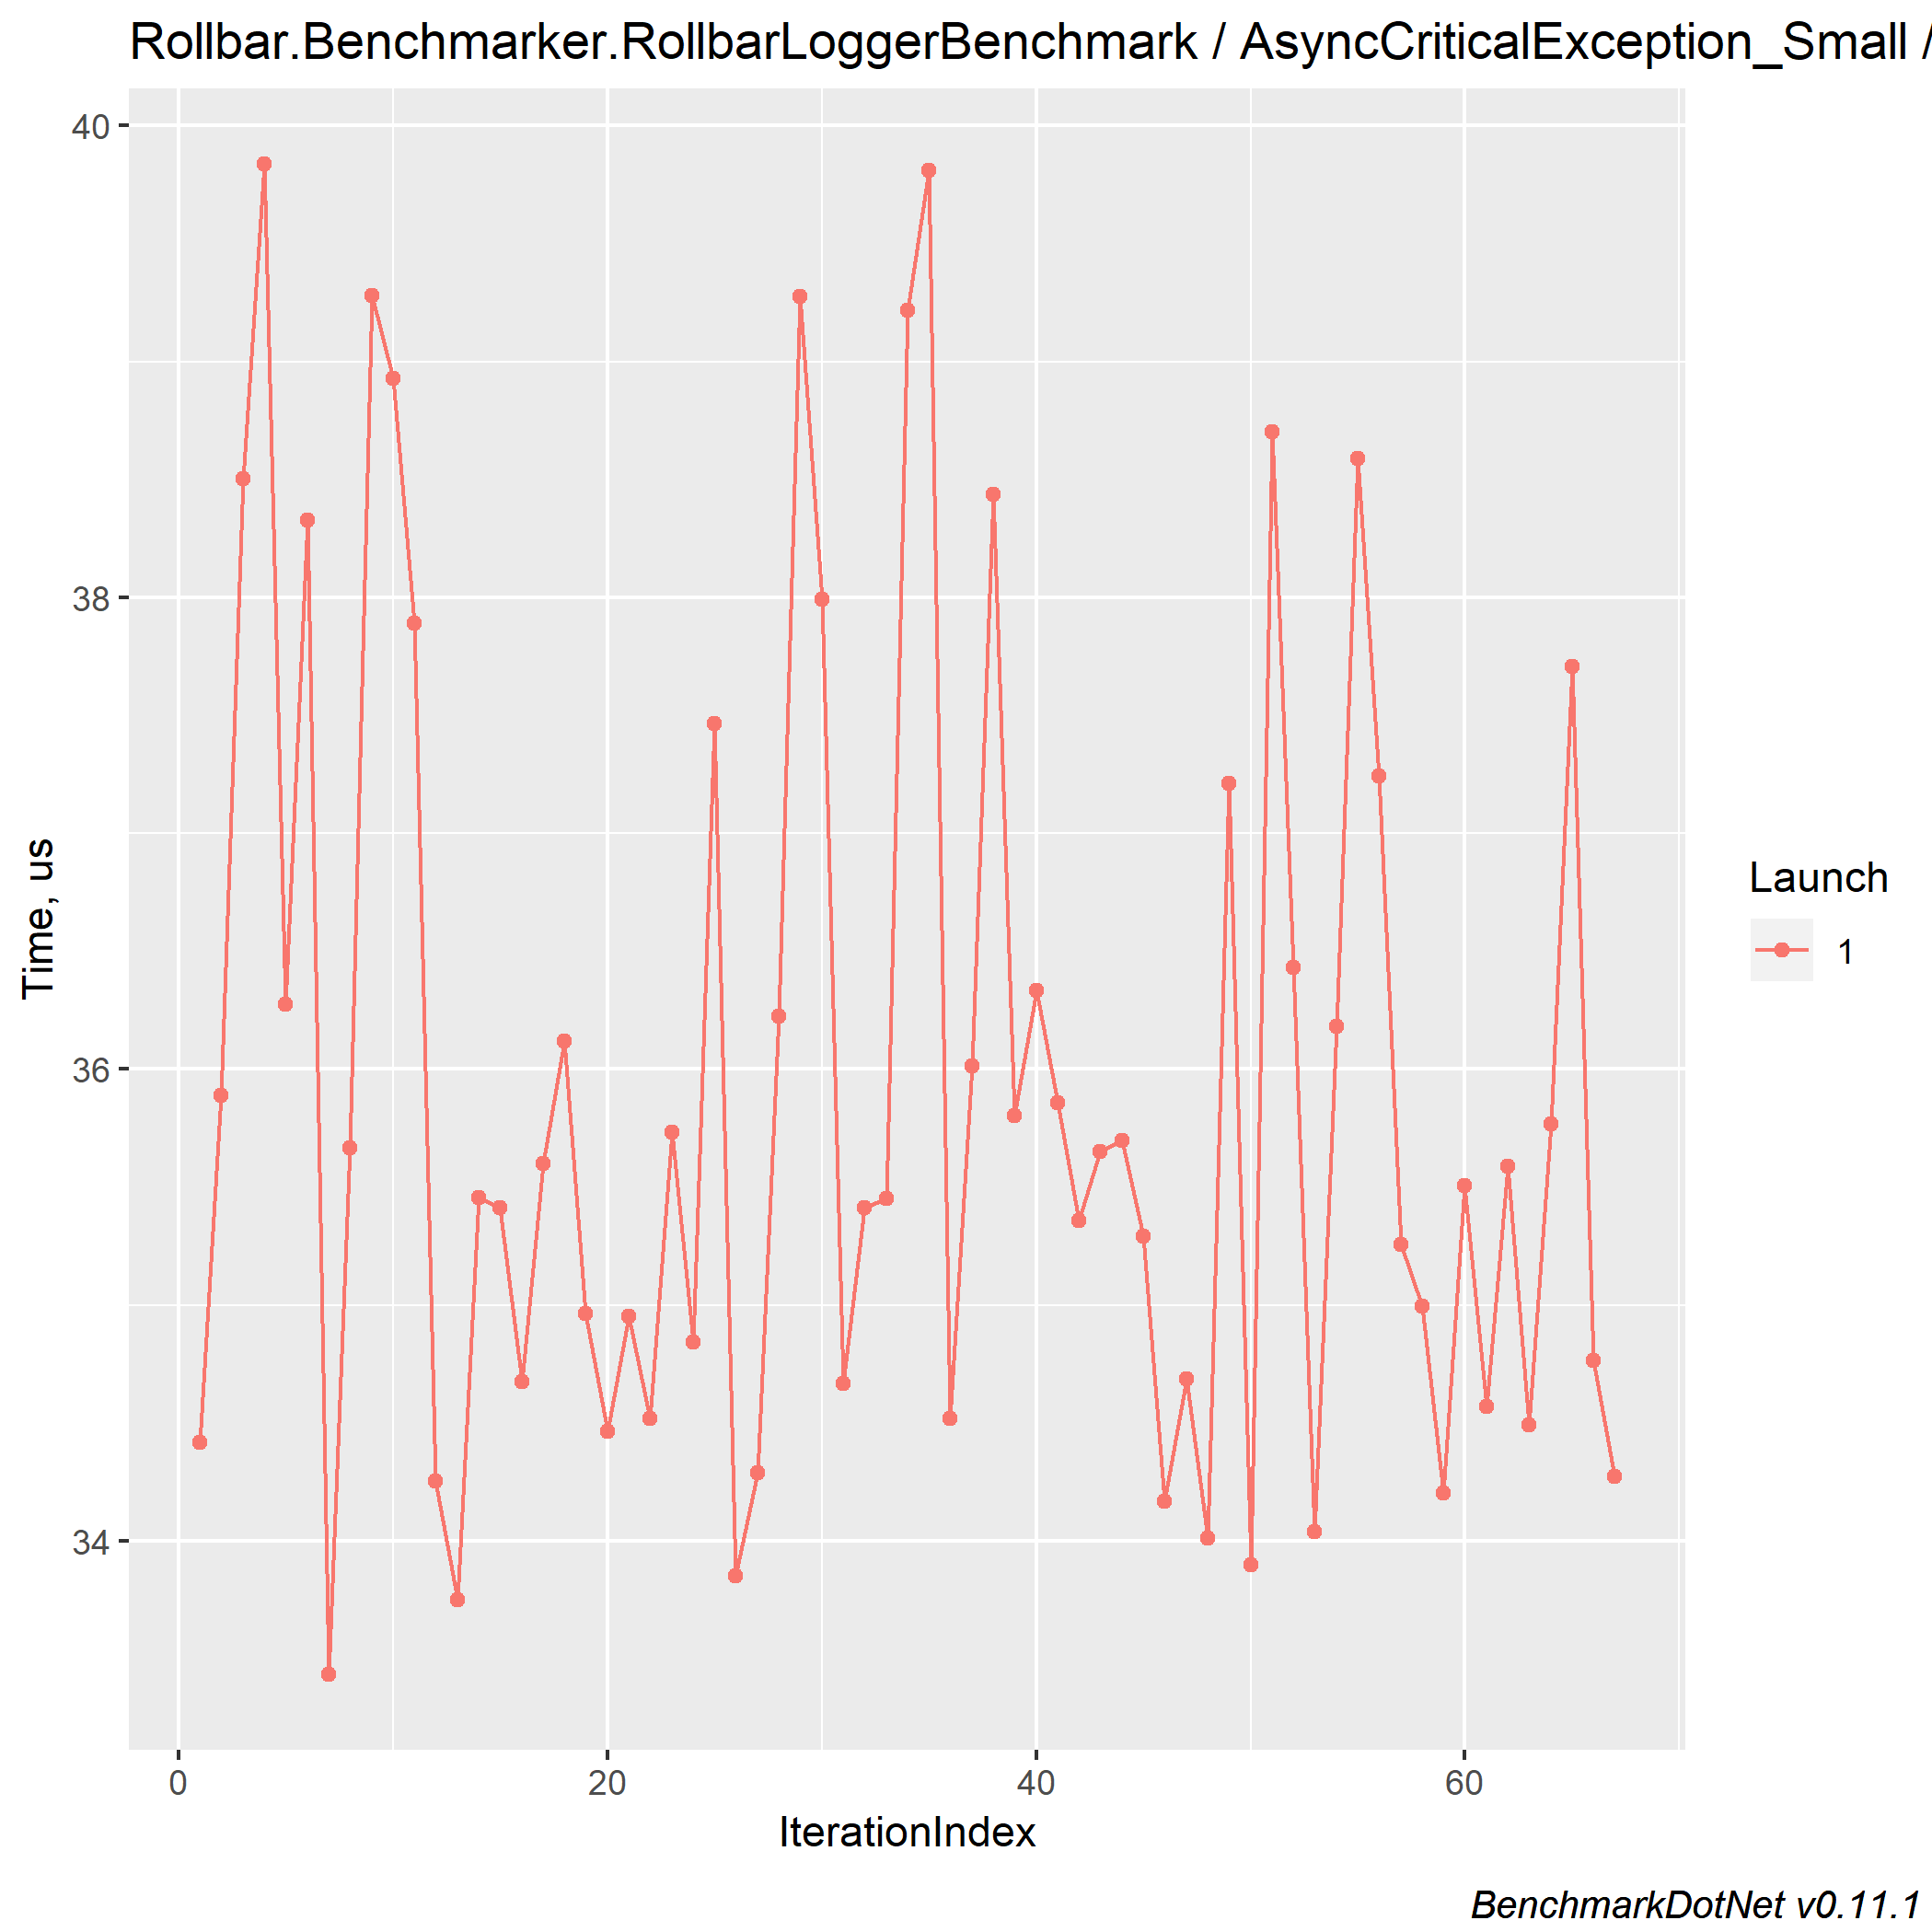 Rollbar.Benchmarker.RollbarLoggerBenchmark / AsyncCriticalException_Small /
40
38
36
34
Time, us
0 20 40 60
IterationIndex
Launch
1
BenchmarkDotNet v0.11.1